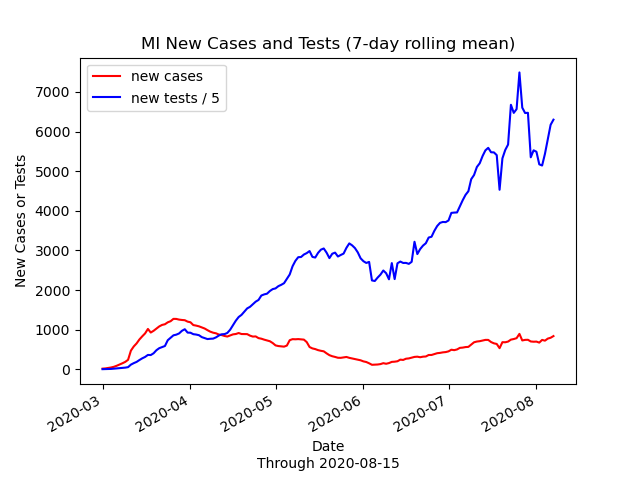 MI New Cases and Tests (7-day rolling mean)
new cases
new tests / 5
7000
6000
5000
4000
3000
2000
1000
0
New Cases or Tests
2020-03
2020-04
2020-05
2020-06
2020-07
2020-08
Date
Through 2020-08-15